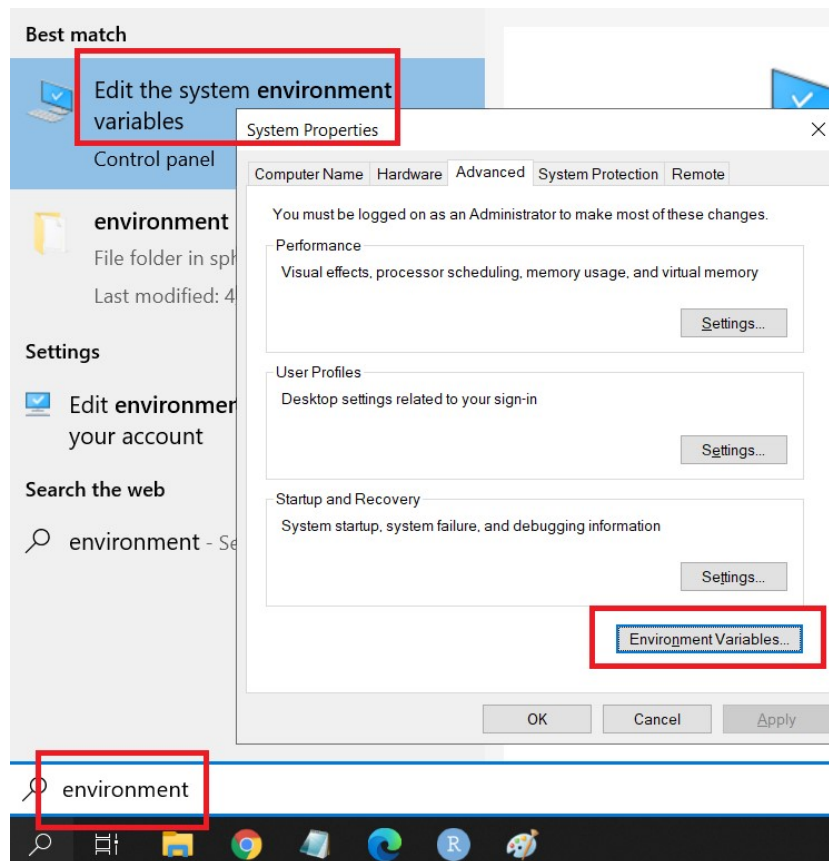 Best match
Edit the system environment
variables
Control panel
environment
File folder in sph
Last modified: 4
Settings
Edit environmen
your account
Search the web
environment - Se
System Properties
Computer Name Hardware Advanced System Protection Remote
You must be logged on as an Administrator to make most of these changes.
Performance
Visual effects, processor scheduling, memory usage, and virtual memory
Settings...
User Profiles
Desktop settings related to your sign-in
Settings...
Startup and Recovery
System startup, system failure, and debugging information
Settings...
Environment Variables...
OK Cancel Apply
environment
R